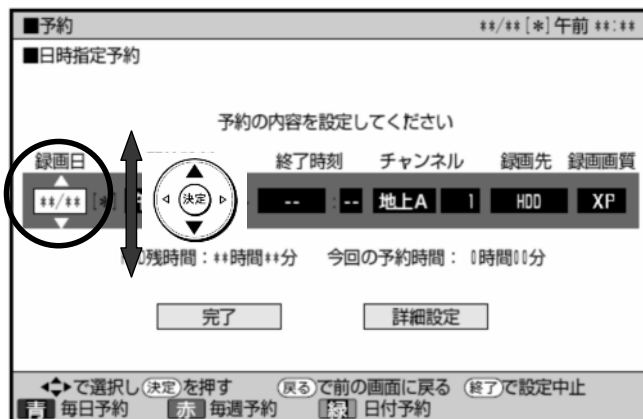 ■予約 **/**[*]午前 **:**
■日時指定予約
予約の内容を設定してください
録画日 終了時刻 チャンネル 録画先 録画画質
**/** [*] 決定 -- : -- 地上A 1 HDD XP
残時間：**時間**分 今回の予約時間： 0時間00分
完了 詳細設定
で選択し 決定 を押す 戻る で前の画面に戻る 終了 で設定中止
青 毎日予約 赤 毎週予約 緑 日付予約